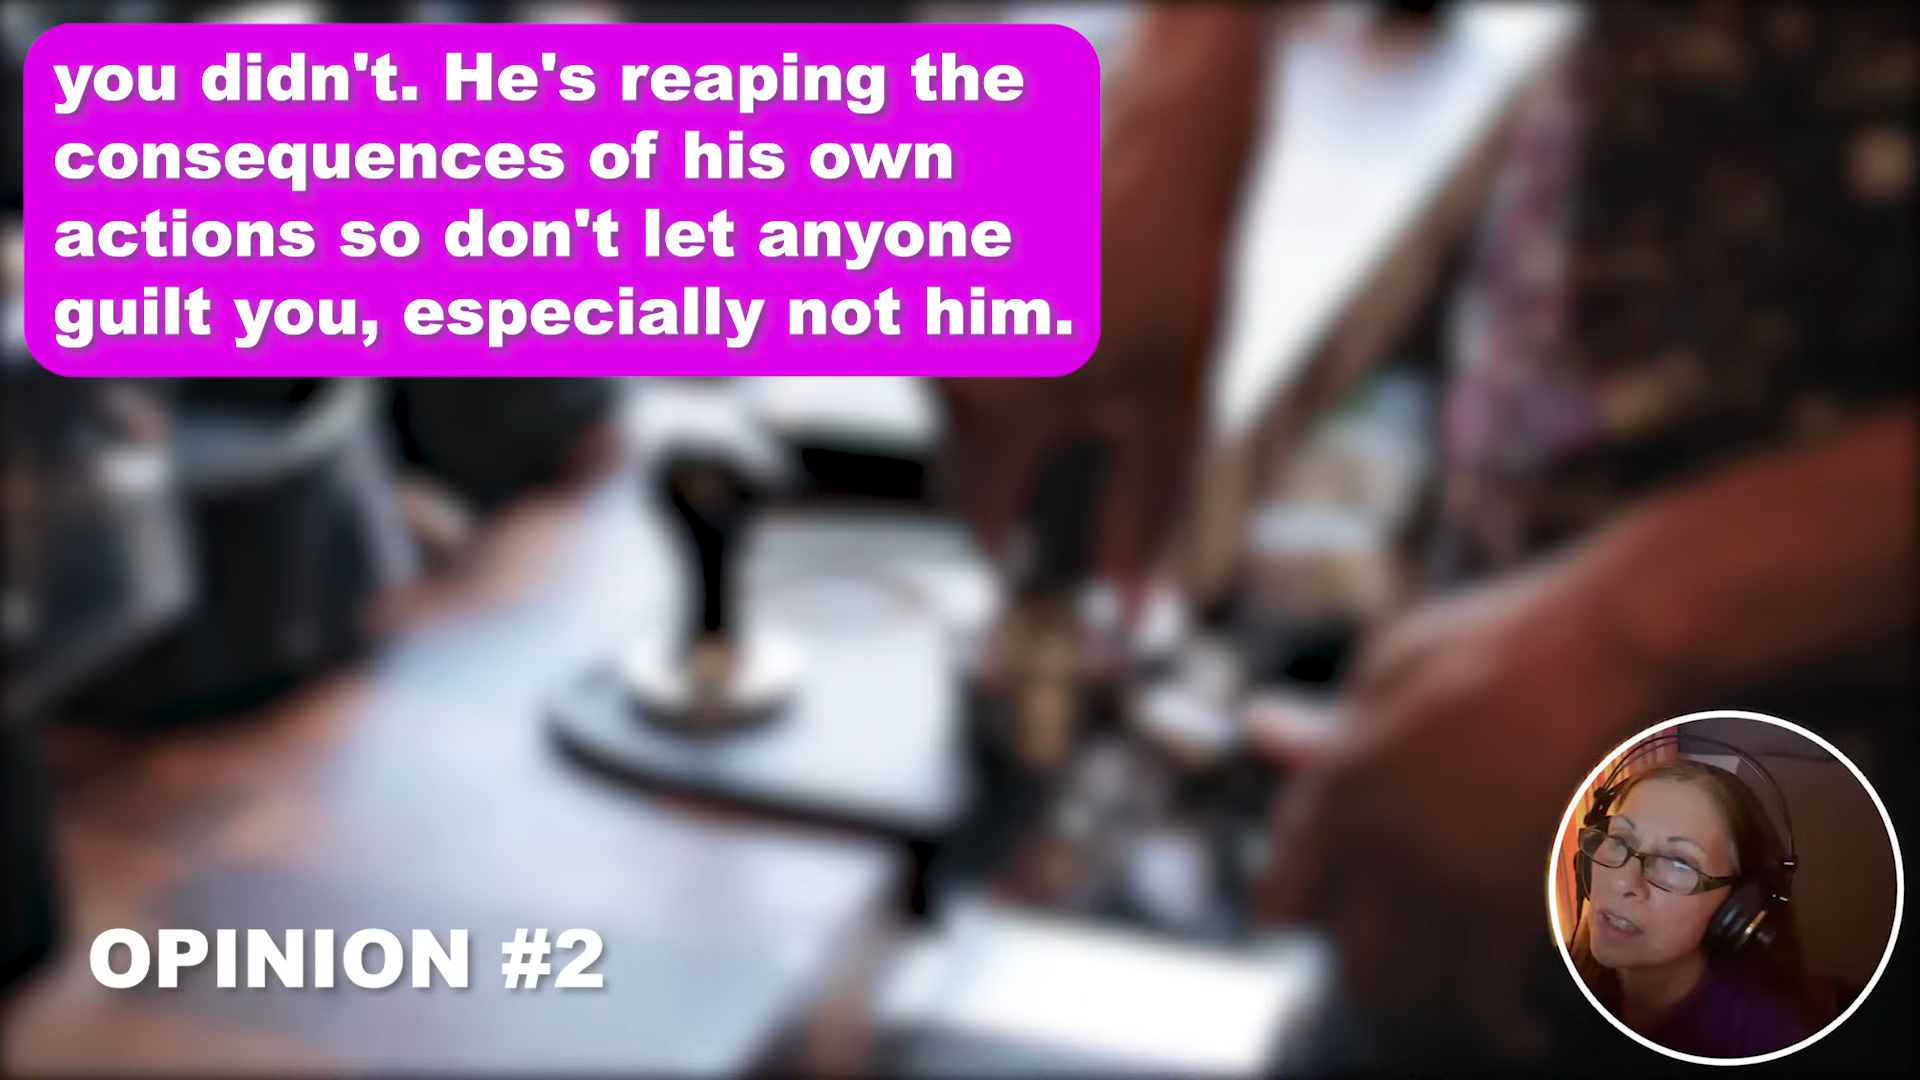 you didn't. He's reaping the
consequences of his own
actions so don't let anyone
guilt you, especially not him.
OPINION #2